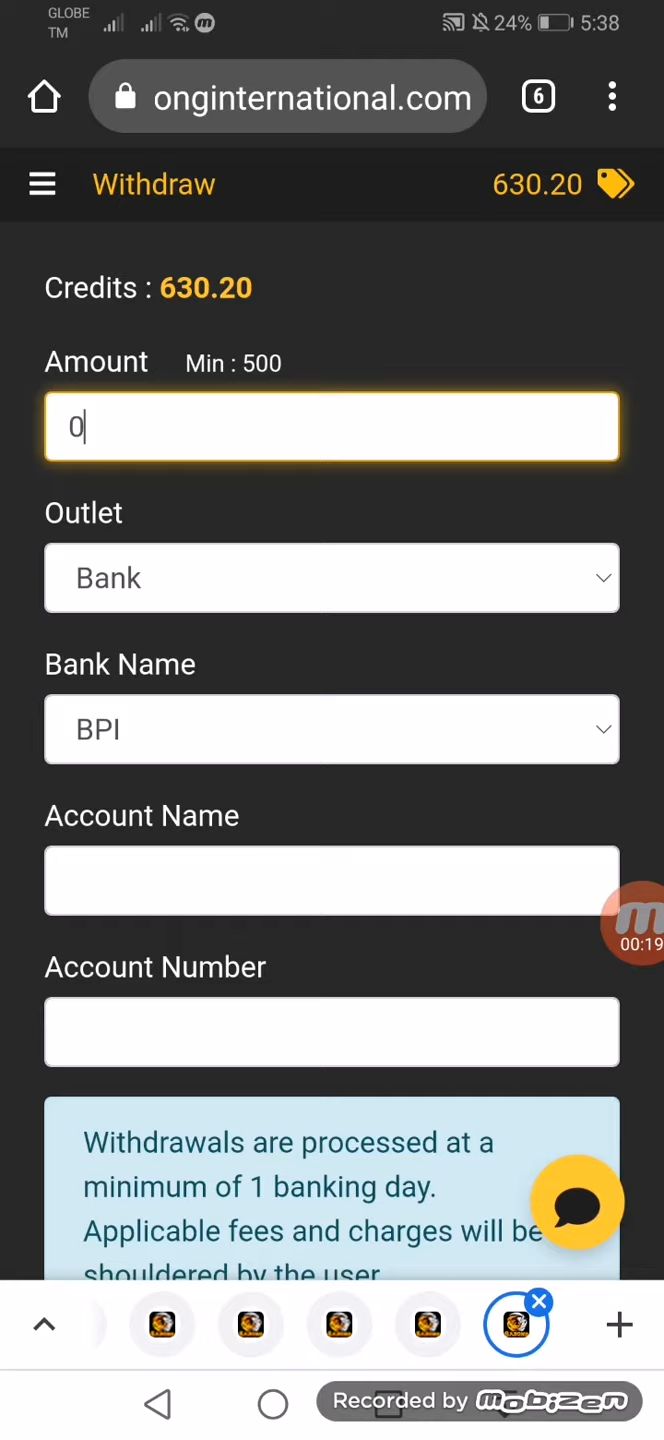 GLOBE
TM
24% 5:38
onginternational.com
6
Withdraw
630.20
Credits : 630.20
Amount Min : 500
0
Outlet
Bank
Bank Name
BPI
Account Name
Account Number
00:19
Withdrawals are processed at a
minimum of 1 banking day.
Applicable fees and charges will be
shouldered by the user
Recorded by mobizen